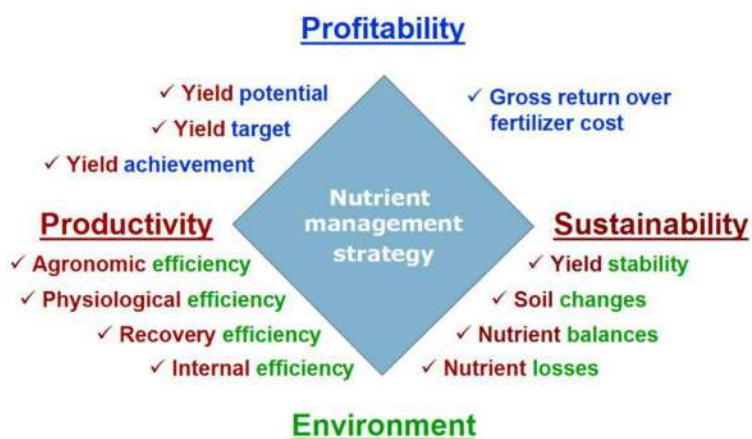 Profitability
✓ Yield potential
✓ Yield target
✓ Yield achievement
✓ Gross return over
fertilizer cost
Nutrient
management
strategy
Productivity
✓ Agronomic efficiency
✓ Physiological efficiency
✓ Recovery efficiency
✓ Internal efficiency
Sustainability
✓ Yield stability
✓ Soil changes
✓ Nutrient balances
✓ Nutrient losses
Environment